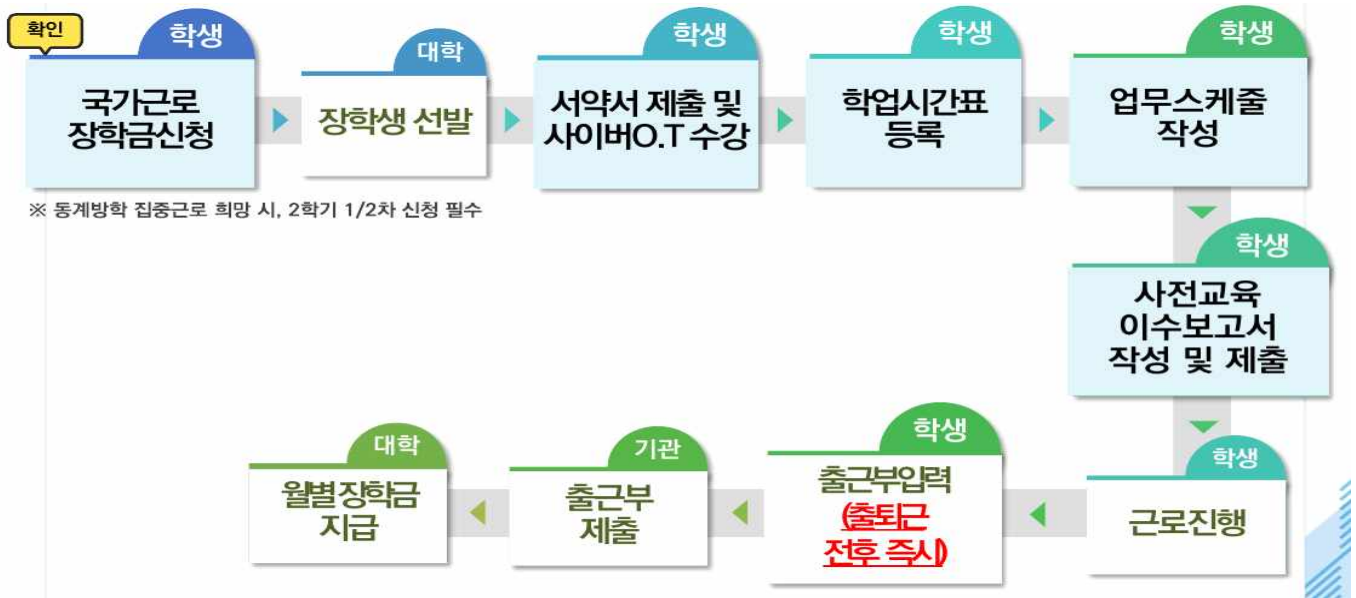 확인
학생
국가근로
장학금신청
대학
장학생 선발
학생
서약서 제출 및
사이버O.T 수강
학생
학업시간표
등록
학생
업무스케줄
작성
※ 동계방학 집중근로 희망 시, 2학기 1/2차 신청 필수
학생
사전교육
이수보고서
작성 및 제출
학생
근로진행
학생
출근부입력
(출퇴근
전후 즉시)
기관
출근부
제출
대학
월별장학금
지급